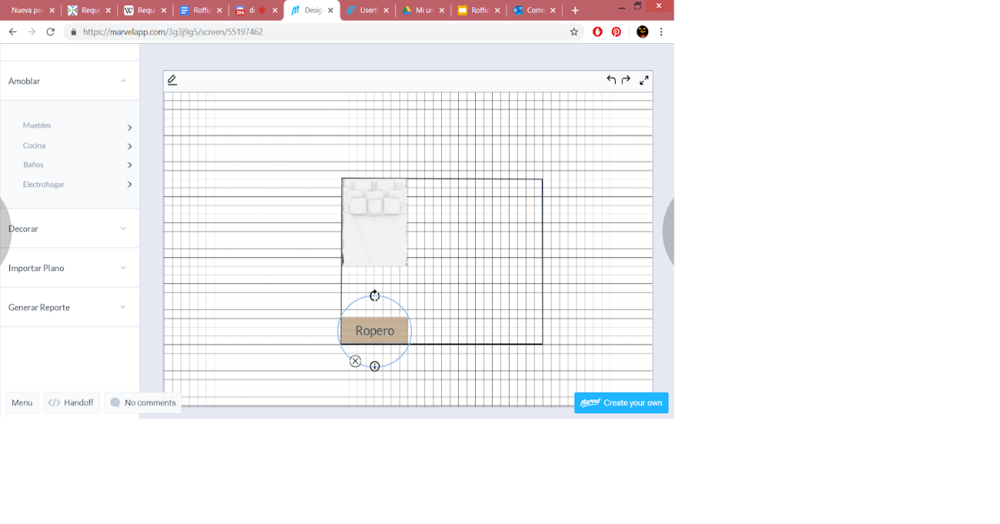 Nueva pe
Requ
Requi
Roffu
di
Desig
Userf
Mi un
Roffu
Corre
https://marvelapp.com/3g3j9g5/screen/55197462
Amoblar
Muebles
Cocina
Baños
Electrohogar
Decorar
Importar Plano
Generar Reporte
Ropero
Menu
</> Handoff
No comments
Marvel Create your own